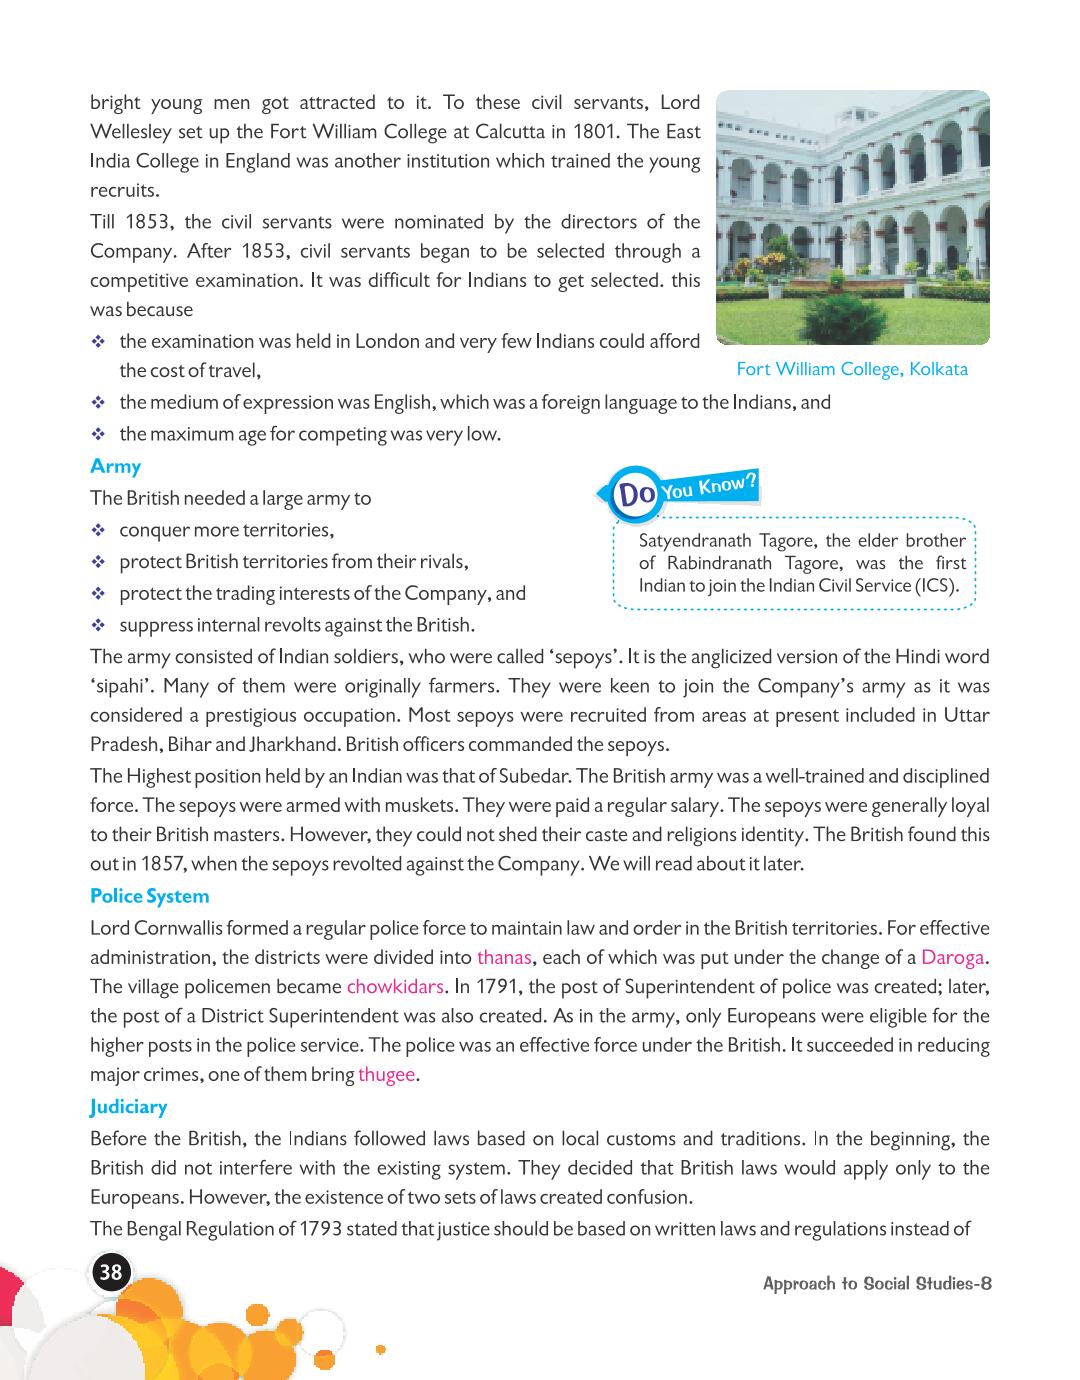 bright young men got attracted to it. To these civil servants, Lord
Wellesley set up the Fort William College at Calcutta in 1801. The East
India College in England was another institution which trained the young
recruits.
Till 1853, the civil servants were nominated by the directors of the
Company. After 1853, civil servants began to be selected through a
competitive examination. It was difficult for Indians to get selected. this
was because
❖ the examination was held in London and very few Indians could afford
the cost of travel,
Fort William College, Kolkata
❖ the medium of expression was English, which was a foreign language to the Indians, and
❖ the maximum age for competing was very low.
Army
The British needed a large army to
❖ conquer more territories,
❖ protect British territories from their rivals,
❖ protect the trading interests of the Company, and
❖ suppress internal revolts against the British.
Do You Know?
Satyendranath Tagore, the elder brother
of Rabindranath Tagore, was the first
Indian to join the Indian Civil Service (ICS).
The army consisted of Indian soldiers, who were called ‘sepoys’. It is the anglicized version of the Hindi word
‘sipahi’. Many of them were originally farmers. They were keen to join the Company’s army as it was
considered a prestigious occupation. Most sepoys were recruited from areas at present included in Uttar
Pradesh, Bihar and Jharkhand. British officers commanded the sepoys.
The Highest position held by an Indian was that of Subedar. The British army was a well-trained and disciplined
force. The sepoys were armed with muskets. They were paid a regular salary. The sepoys were generally loyal
to their British masters. However, they could not shed their caste and religions identity. The British found this
out in 1857, when the sepoys revolted against the Company. We will read about it later.
Police System
Lord Cornwallis formed a regular police force to maintain law and order in the British territories. For effective
administration, the districts were divided into thanas, each of which was put under the change of a Daroga.
The village policemen became chowkidars. In 1791, the post of Superintendent of police was created; later,
the post of a District Superintendent was also created. As in the army, only Europeans were eligible for the
higher posts in the police service. The police was an effective force under the British. It succeeded in reducing
major crimes, one of them bring thugee.
Judiciary
Before the British, the Indians followed laws based on local customs and traditions. In the beginning, the
British did not interfere with the existing system. They decided that British laws would apply only to the
Europeans. However, the existence of two sets of laws created confusion.
The Bengal Regulation of 1793 stated that justice should be based on written laws and regulations instead of
38
Approach to Social Studies-8